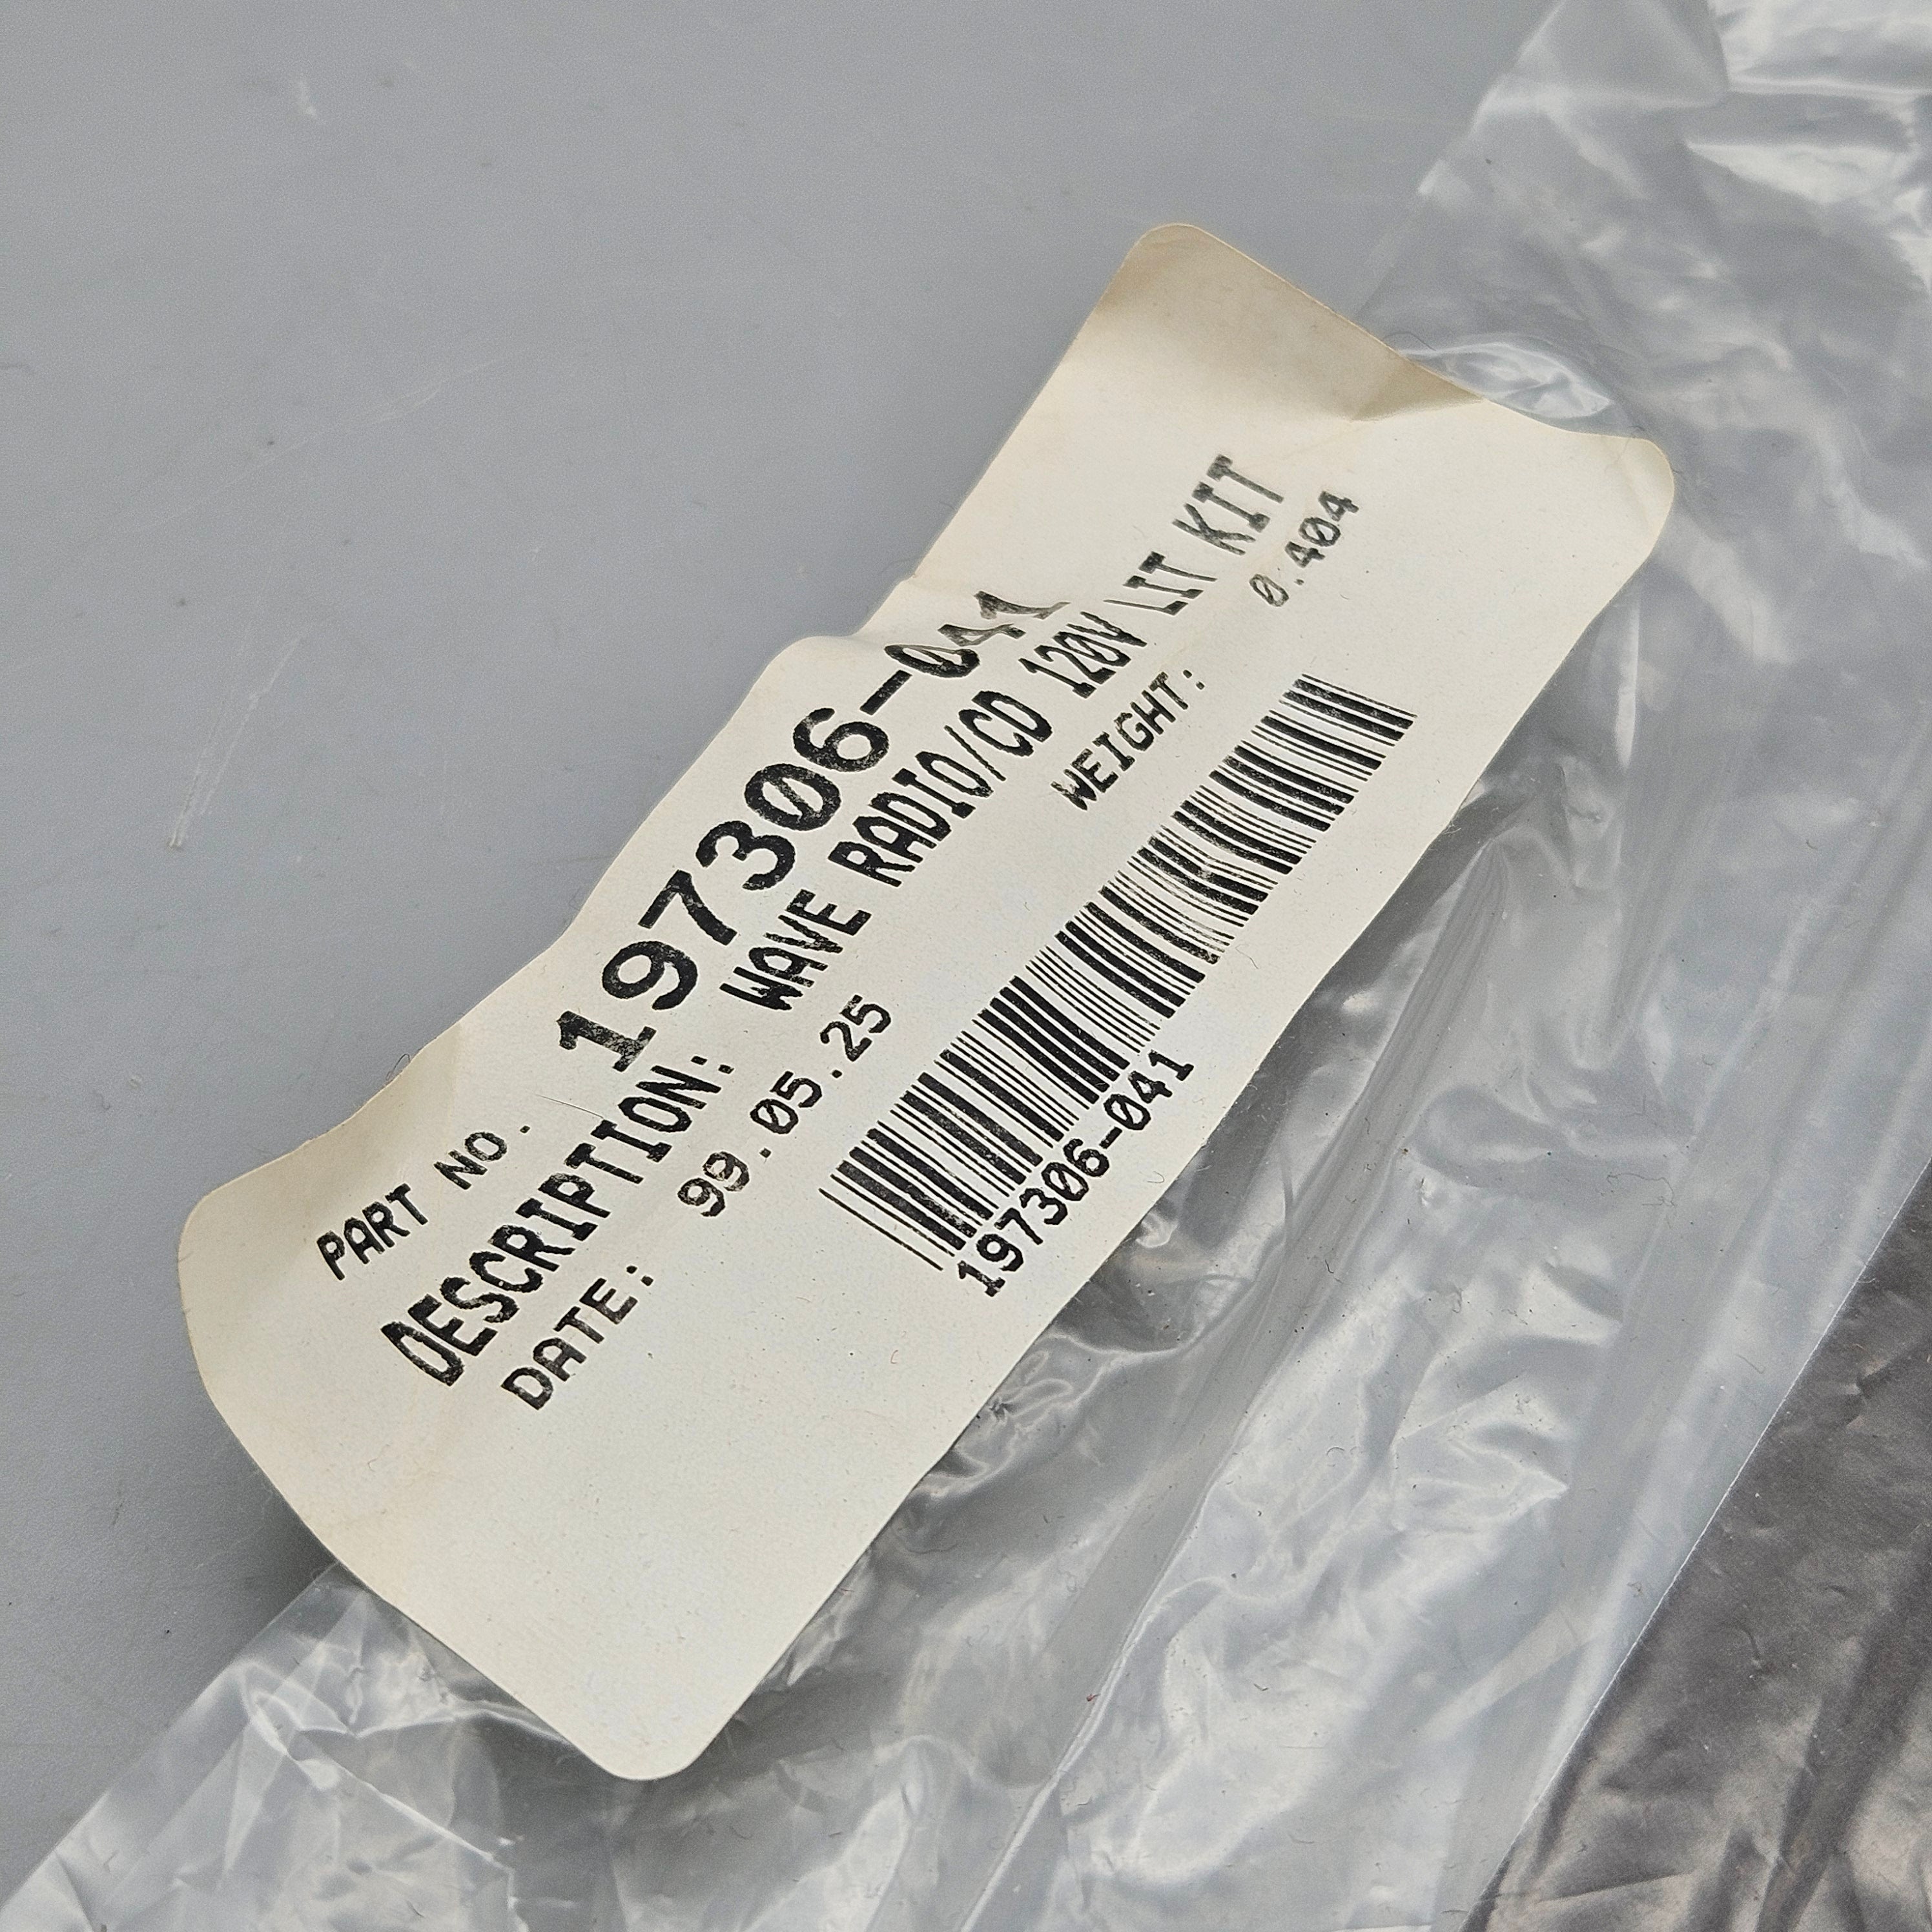 PART NO. 197306-041
DESCRIPTION: WAVE RADIO/CD 120V LIT KIT
DATE: 99.05.25 WEIGHT: 0.404
197306-041